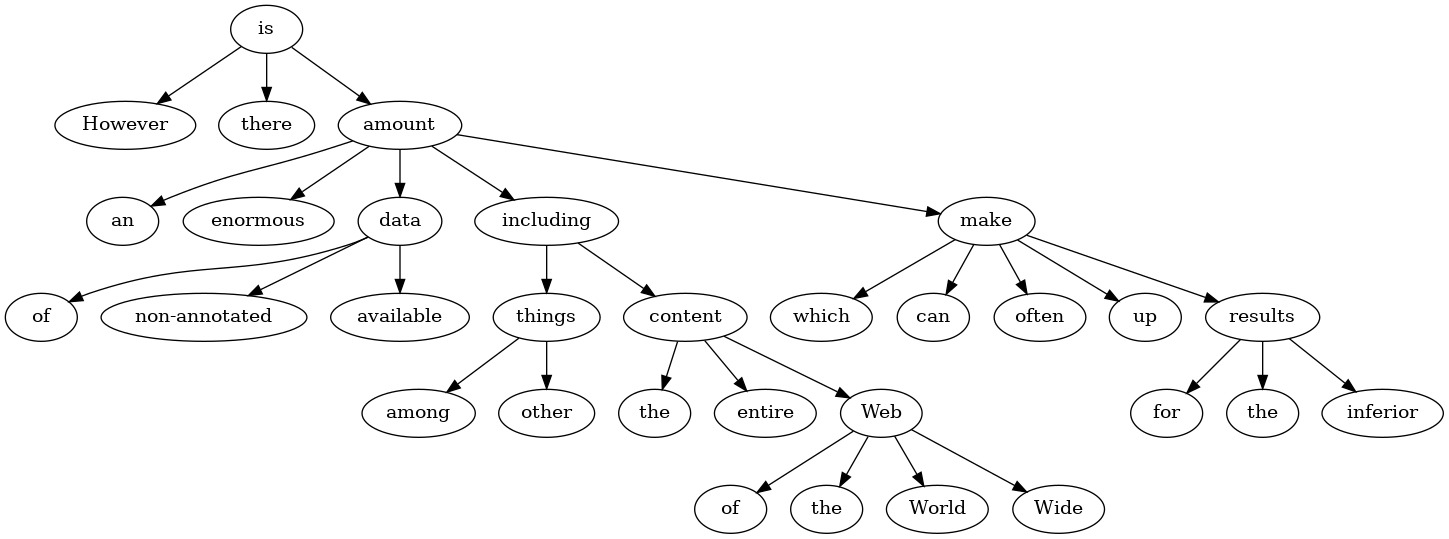 is
However there amount
an enormous data including make
of non-annotated available things content which can often up results
among other the entire Web for the inferior
of the World Wide